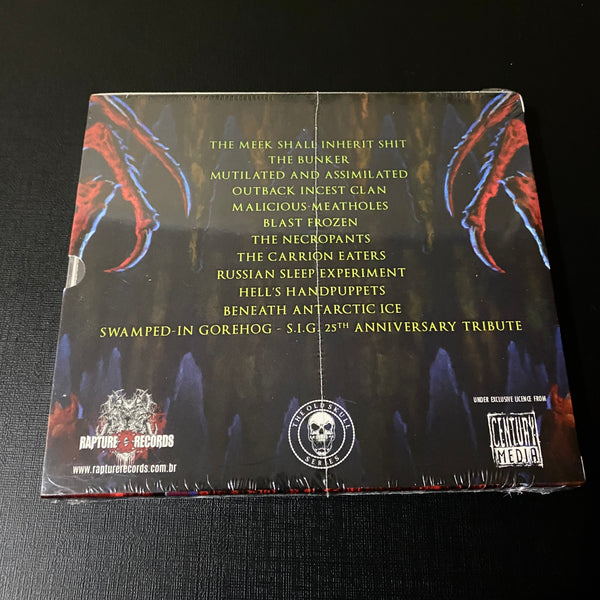 THE MEEK SHALL INHERIT SHIT
THE BUNKER
MUTILATED AND ASSIMILATED
OUTBACK INCEST CLAN
MALICIOUS MEATHOLES
BLAST FROZEN
THE NECROPANTS
THE CARRION EATERS
RUSSIAN SLEEP EXPERIMENT
HELL'S HANDPUPPETS
BENEATH ANTARCTIC ICE
SWAMPED-IN GOREHOG - S.I.G. 25TH ANNIVERSARY TRIBUTE
RAPTURE RECORDS
www.rapturerecords.com.br
THE OLD SKULL
SERIES
UNDER EXCLUSIVE LICENCE FROM
CENTURY
MEDIA